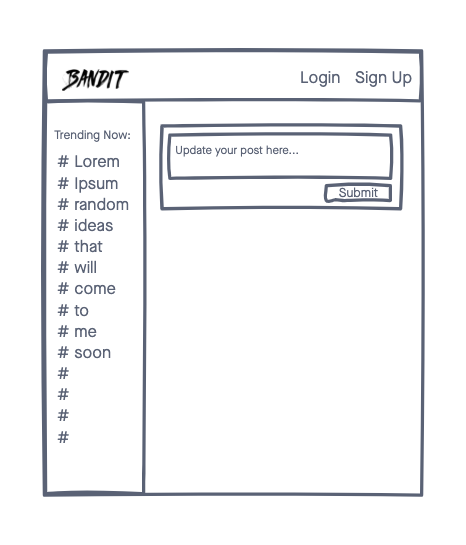 BANDIT
Login Sign Up
Trending Now:
# Lorem
# Ipsum
# random
# ideas
# that
# will
# come
# to
# me
# soon
#
#
#
#
Update your post here...
Submit